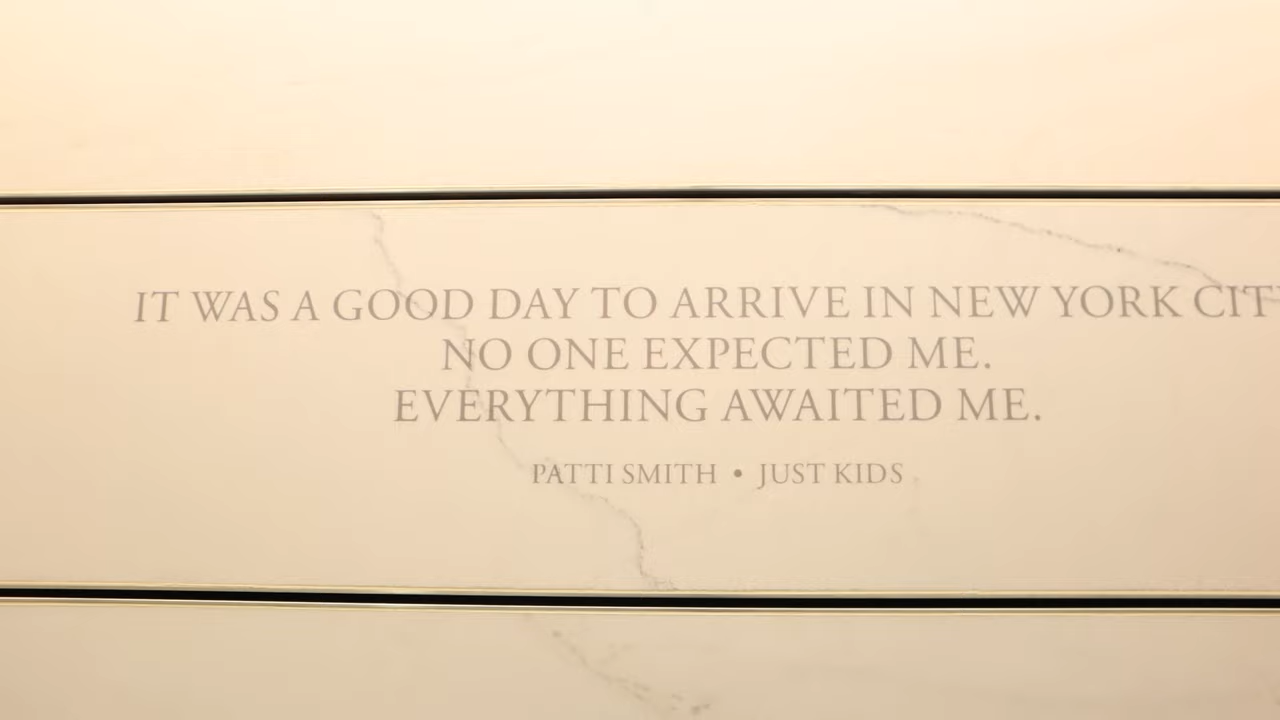 IT WAS A GOOD DAY TO ARRIVE IN NEW YORK
NO ONE EXPECTED ME.
EVERYTHING AWAITED ME.
PATTI SMITH • JUST KIDS